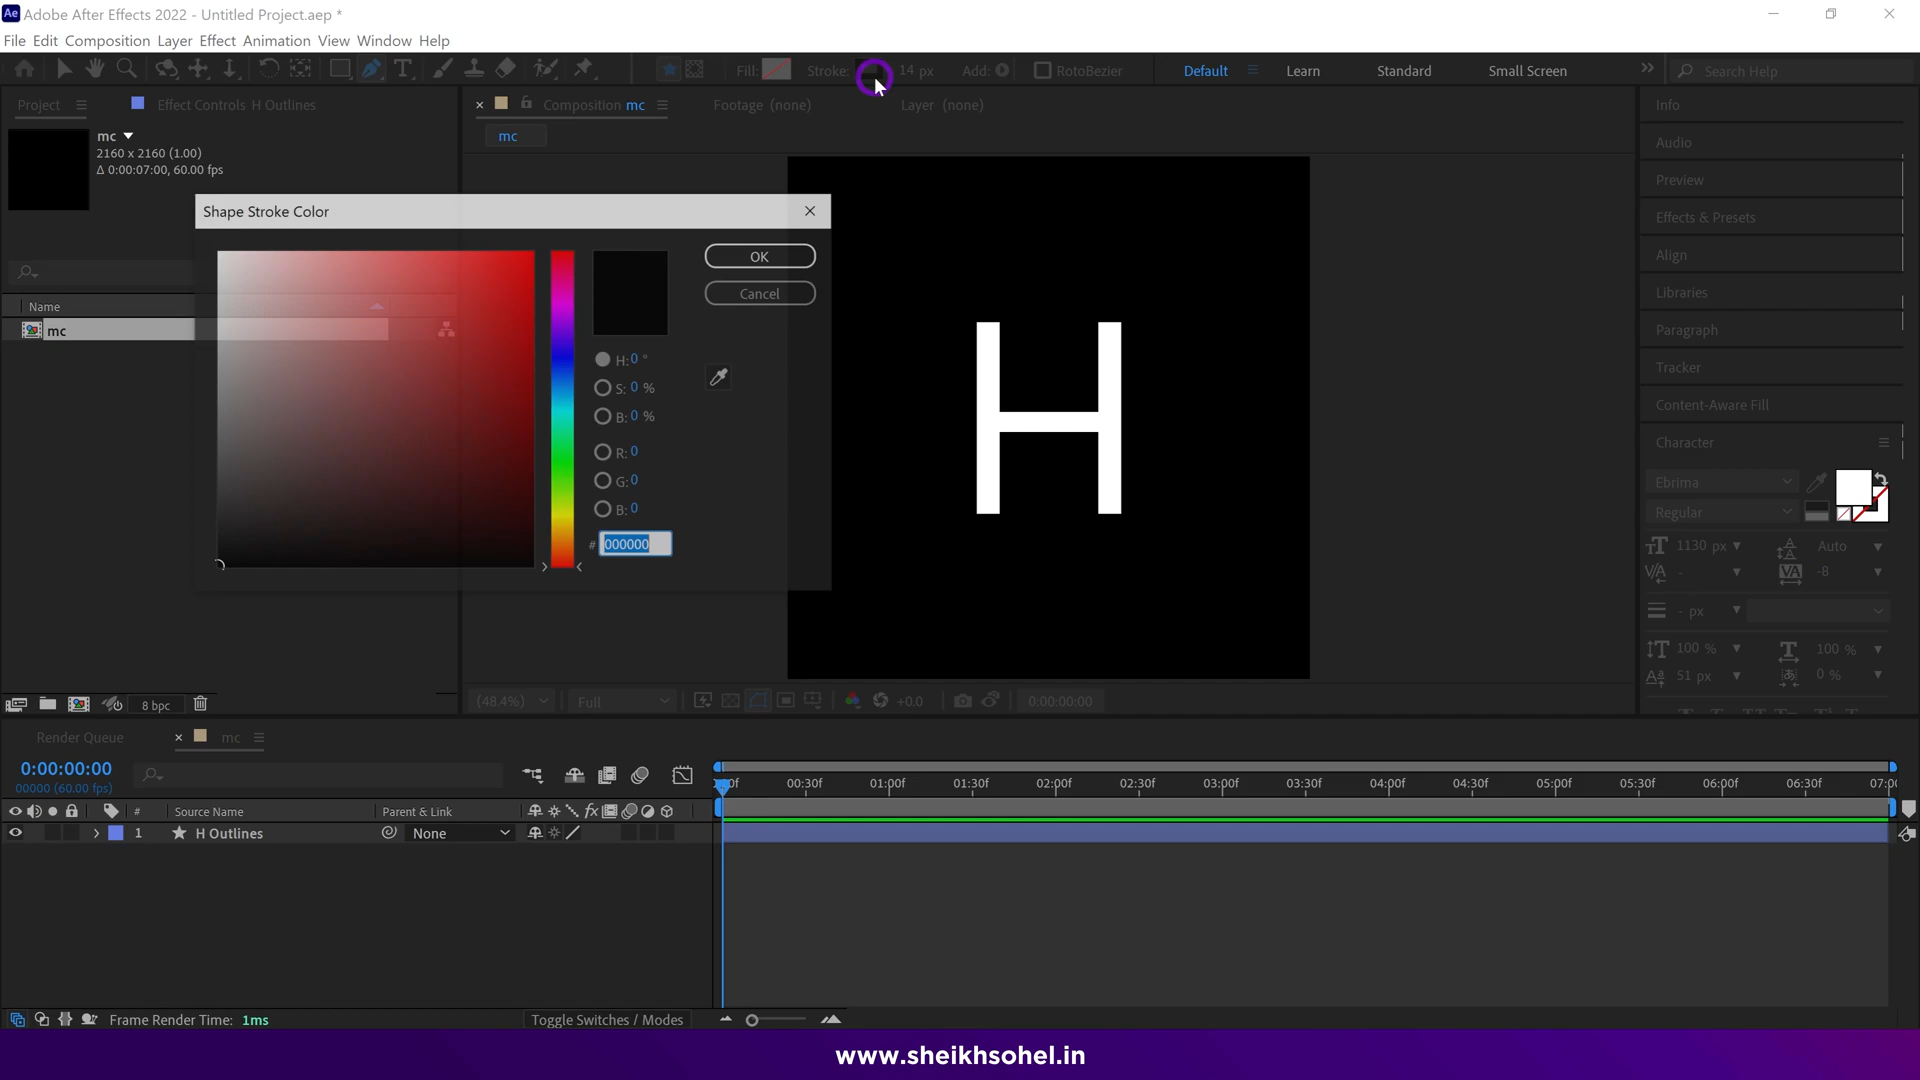 Ae Adobe After Effects 2022 - Untitled Project.aep *
File Edit Composition Layer Effect Animation View Window Help
Fill: Stroke: 14 px Add: RotoBezier Default Learn Standard Small Screen Search Help
Project Effect Controls H Outlines
Composition mc Footage (none) Layer (none)
mc
mc
2160 x 2160 (1.00)
Δ 0:00:07:00, 60.00 fps
Shape Stroke Color
OK
Cancel
H: 0 °
S: 0 %
B: 0 %
R: 0
G: 0
B: 0
# 000000
Name
mc
H
8 bpc
(48.4%) Full +0.0 0:00:00:00
Info
Audio
Preview
Effects & Presets
Align
Libraries
Paragraph
Tracker
Content-Aware Fill
Character
Ebrima
Regular
1130 px Auto
- -8
- px
100 % 100 %
51 px 0 %
Render Queue mc
0:00:00:00
00000 (60.00 fps)
00:30f 01:00f 01:30f 02:00f 02:30f 03:00f 03:30f 04:00f 04:30f 05:00f 05:30f 06:00f 06:30f
# Source Name Parent & Link
1 H Outlines None
Frame Render Time: 1ms
Toggle Switches / Modes
www.sheikhsohel.in